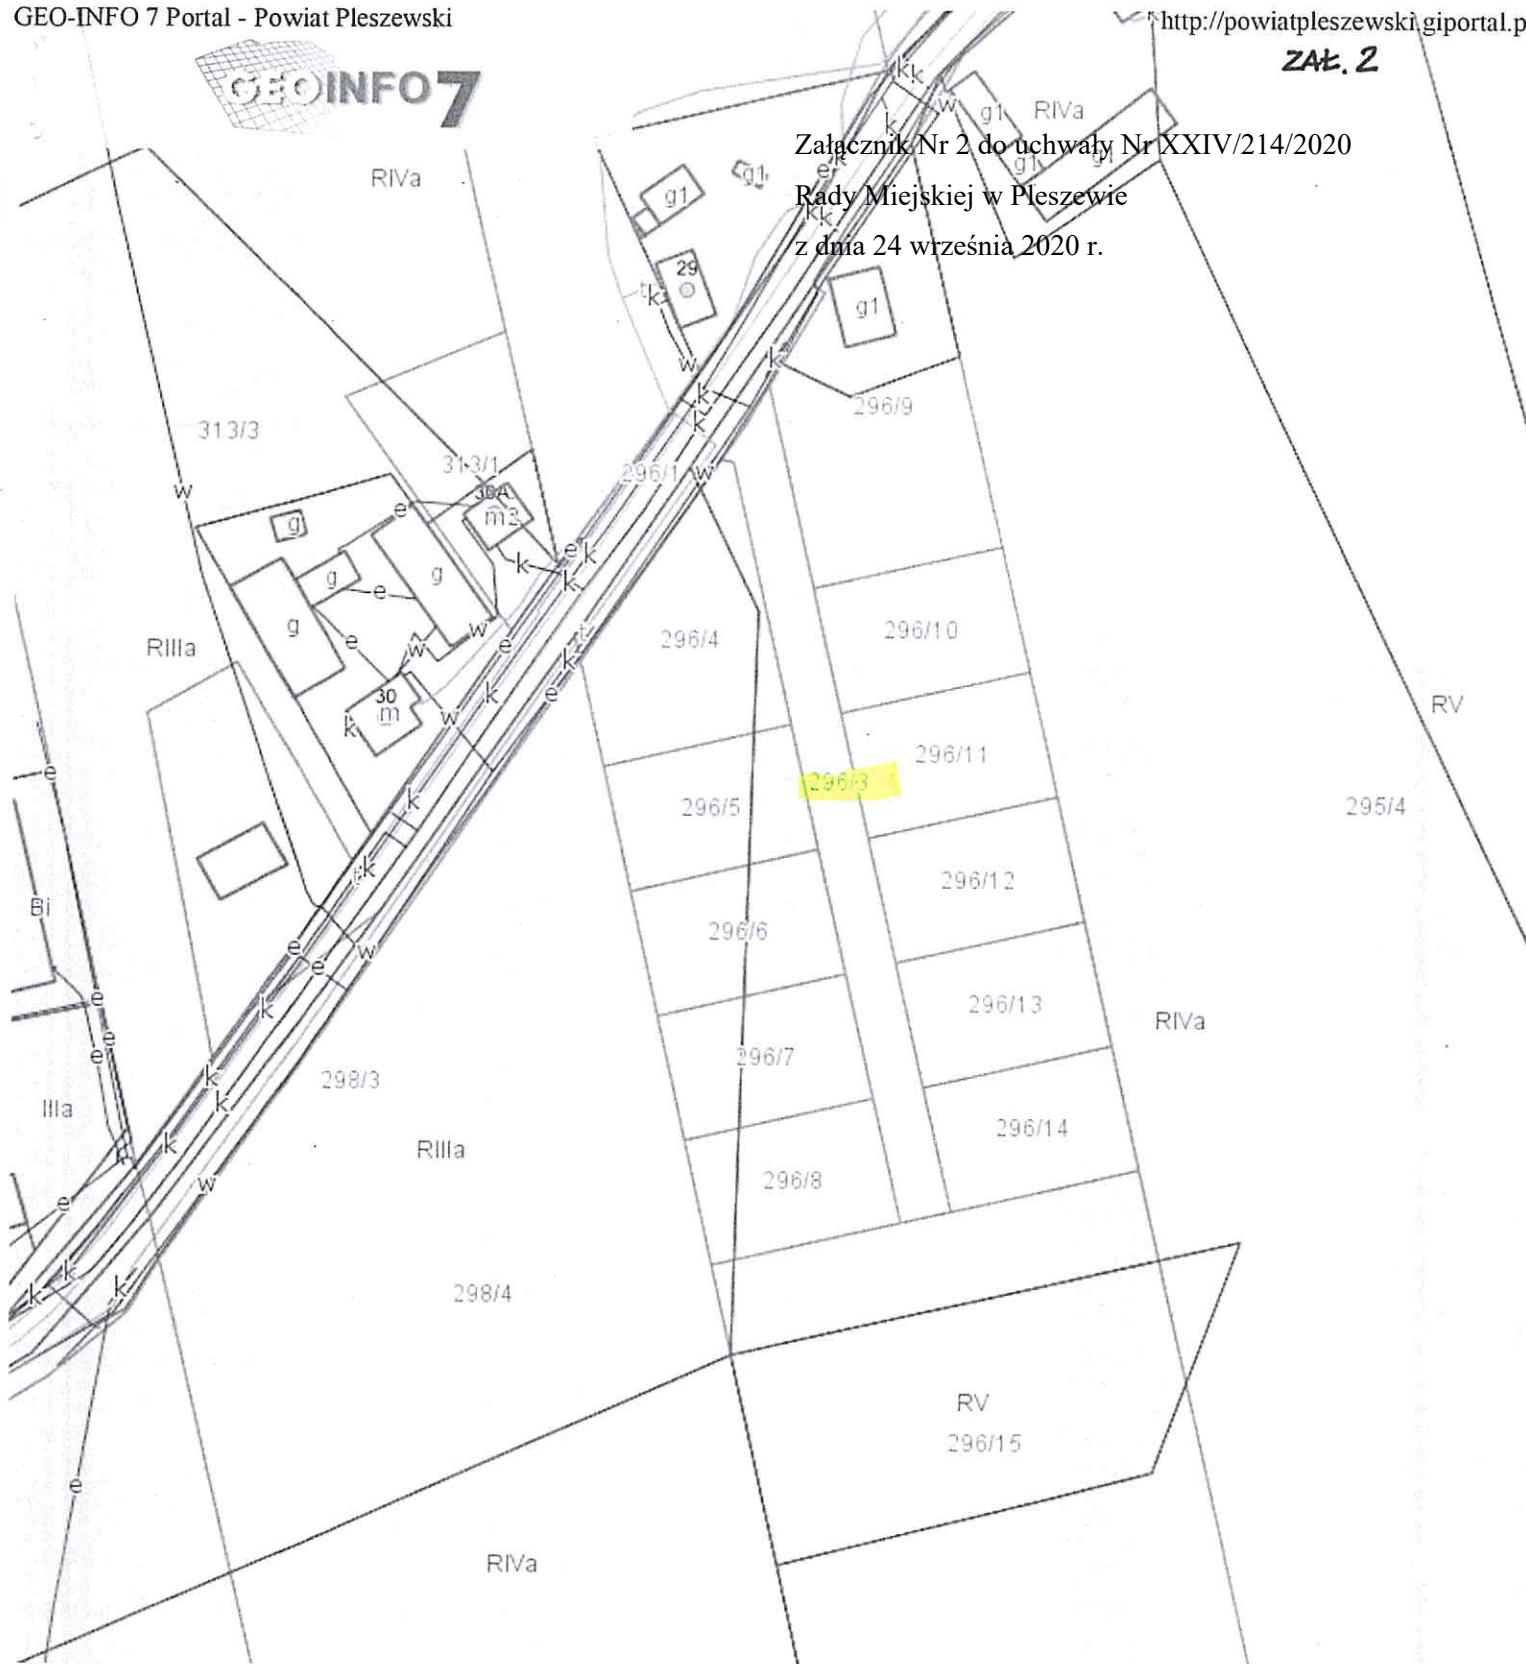 GEO-INFO 7 Portal - Powiat Pleszewski
http://powiatpleszewski.giportal.p
ZAŁ. 2
GEOINFO 7
Załącznik Nr 2 do uchwały Nr XXIV/214/2020
Rady Miejskiej w Pleszewie
z dnia 24 września 2020 r.
k k
w
g1
RIVa
k
g1
g1
RIVa
g1
g1
e k
k k
29
t k
g1
w
k
k
296/9
k
313/3
313/1
296/1
w
w
30A
m2
e
g
e k
k
k
g
g
e
g
w
w
e
t
k
296/4
296/10
RIIIa
e
30
m
k
w
k
e
RV
296/11
296/3
296/5
295/4
k
t k
296/12
e
Bi
296/6
e
e
w
e
k
296/13
RIVa
e
e
296/7
k
298/3
k
IIIa
k
RIIIa
296/14
w
e
296/8
k
k
k
298/4
RV
296/15
e
RIVa